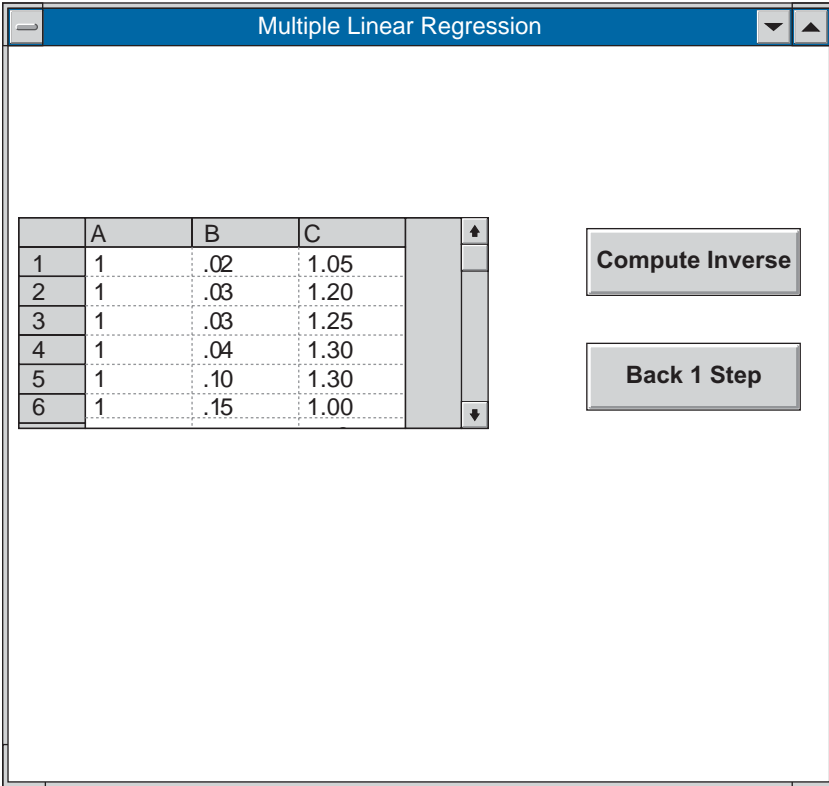 Multiple Linear Regression
A B C
1 1 .02 1.05
2 1 .03 1.20
3 1 .03 1.25
4 1 .04 1.30
5 1 .10 1.30
6 1 .15 1.00
Compute Inverse
Back 1 Step